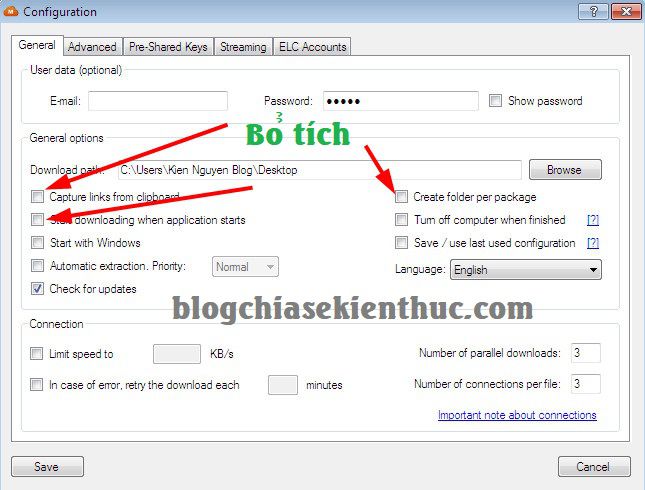 Configuration
General Advanced Pre-Shared Keys Streaming ELC Accounts
User data (optional)
E-mail: Password: ●●●●● Show password
Bỏ tích
General options
Download path: C:\Users\Kien Nguyen Blog\Desktop Browse
Capture links from clipboard Create folder per package
Start downloading when application starts Turn off computer when finished [?]
Start with Windows Save / use last used configuration [?]
Automatic extraction. Priority: Normal Language: English
Check for updates
blogchiasekienthuc.com
Connection
Limit speed to KB/s Number of parallel downloads: 3
In case of error, retry the download each minutes Number of connections per file: 3
Important note about connections
Save Cancel